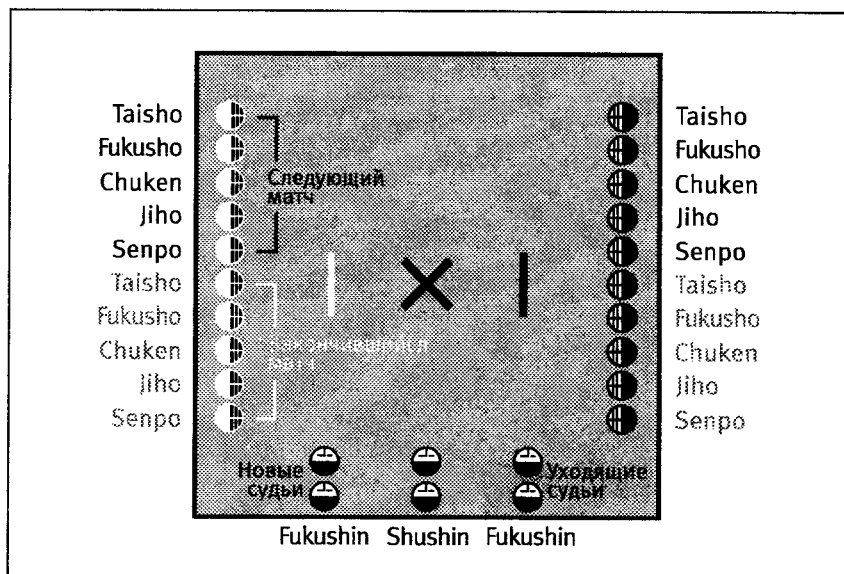 Taisho
Fukusho
Chuken
Jiho
Senpo
Taisho
Fukusho
Chuken
Jiho
Senpo
Следующий
матч
Taisho
Fukusho
Chuken
Jiho
Senpo
Taisho
Fukusho
Chuken
Jiho
Senpo
Новые
судьи
Уходящие
судьи
Fukushin Shushin Fukushin